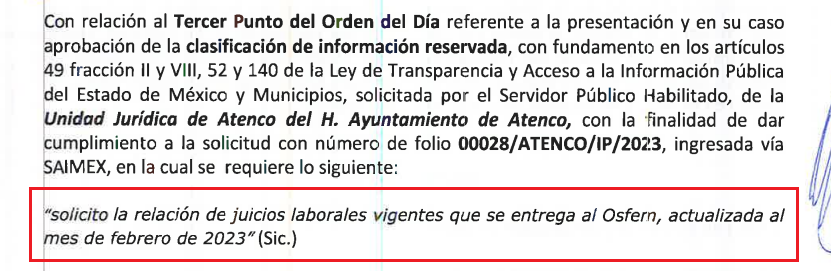 Con relación al Tercer Punto del Orden del Día referente a la presentación y en su caso
aprobación de la clasificación de información reservada, con fundamento en los artículos
49 fracción II y VIII, 52 y 140 de la Ley de Transparencia y Acceso a la Información Pública
del Estado de México y Municipios, solicitada por el Servidor Público Habilitado, de la
Unidad Jurídica de Atenco del H. Ayuntamiento de Atenco, con la finalidad de dar
cumplimiento a la solicitud con número de folio 00028/ATENCO/IP/2023, ingresada vía
SAIMEX, en la cual se requiere lo siguiente:
"solicito la relación de juicios laborales vigentes que se entrega al Osfern, actualizada al
mes de febrero de 2023" (Sic.)